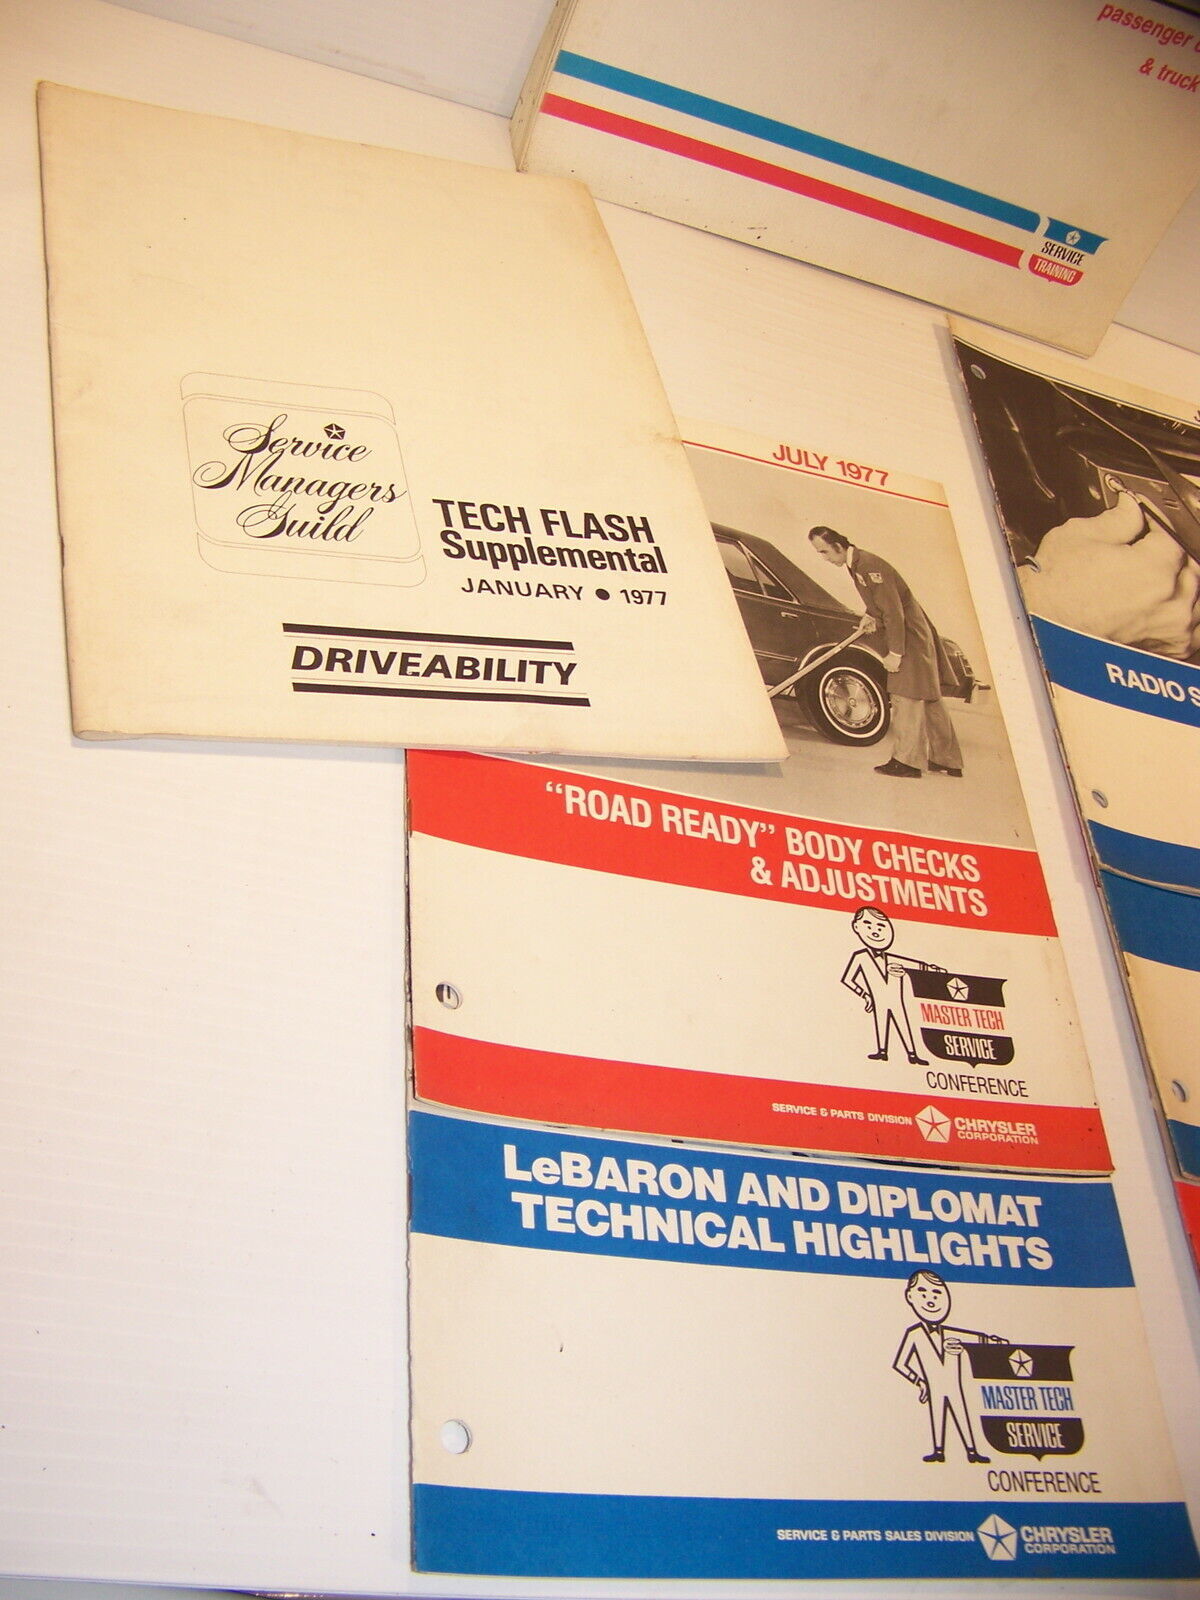 passenger
& truck
SERVICE
TRAINING
Service
Managers
Guild
TECH FLASH
Supplemental
JANUARY • 1977
DRIVEABILITY
JULY 1977
"ROAD READY" BODY CHECKS
& ADJUSTMENTS
MASTER TECH
SERVICE
CONFERENCE
SERVICE & PARTS DIVISION
CHRYSLER
CORPORATION
LeBARON AND DIPLOMAT
TECHNICAL HIGHLIGHTS
MASTER TECH
SERVICE
CONFERENCE
SERVICE & PARTS SALES DIVISION
CHRYSLER
CORPORATION
RADIO